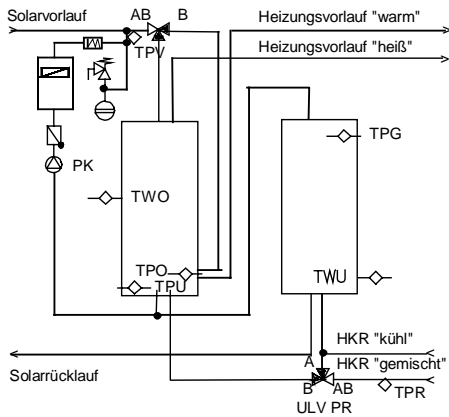 Solarvorlauf
AB B
Heizungsvorlauf "warm"
Heizungsvorlauf "heiß"
TPV
PK
TWO
TPG
TPO
TPU
TWU
HKR "kühl"
A
HKR "gemischt"
Solarrücklauf
B AB
TPR
ULV PR